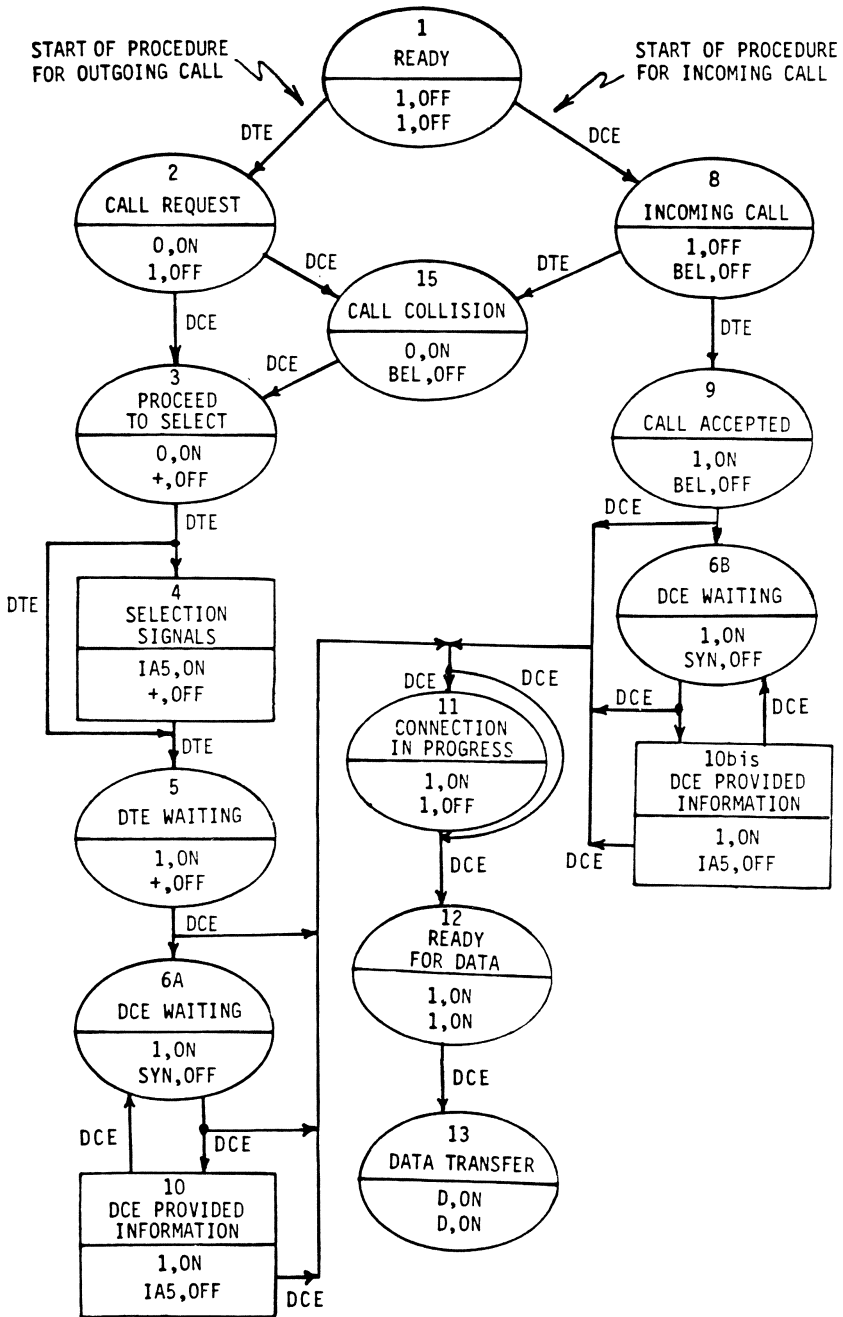 START OF PROCEDURE
FOR OUTGOING CALL
1
READY
1,OFF
1,OFF
START OF PROCEDURE
FOR INCOMING CALL
DTE
DCE
2
CALL REQUEST
0,ON
1,OFF
8
INCOMING CALL
1,OFF
BEL,OFF
DCE
DTE
15
CALL COLLISION
0,ON
BEL,OFF
DCE
DCE
DTE
3
PROCEED
TO SELECT
0,ON
+,OFF
9
CALL ACCEPTED
1,ON
BEL,OFF
DTE
DCE
DTE
4
SELECTION
SIGNALS
IA5,ON
+,OFF
6B
DCE WAITING
1,ON
SYN,OFF
DTE
DCE
DCE
DCE
DCE
11
CONNECTION
IN PROGRESS
1,ON
1,OFF
10bis
DCE PROVIDED
INFORMATION
1,ON
IA5,OFF
5
DTE WAITING
1,ON
+,OFF
DCE
DCE
DCE
12
READY
FOR DATA
1,ON
1,ON
6A
DCE WAITING
1,ON
SYN,OFF
DCE
DCE
DCE
13
DATA TRANSFER
D,ON
D,ON
10
DCE PROVIDED
INFORMATION
1,ON
IA5,OFF
DCE